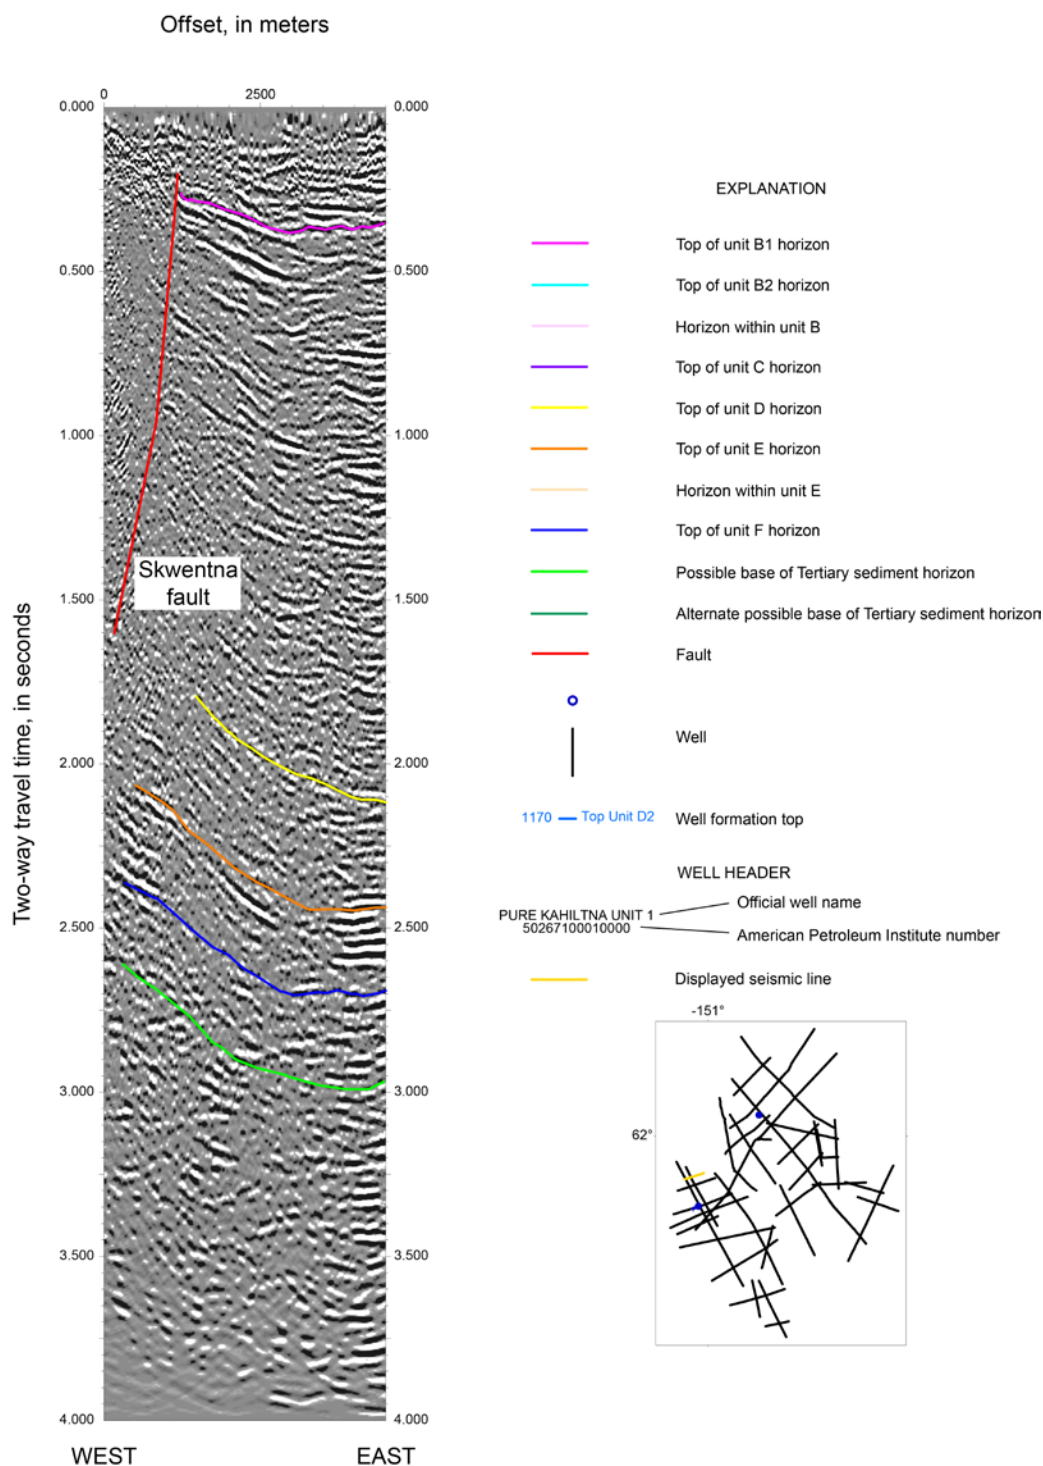 Offset, in meters
0 2500
0.000 0.000
0.500 0.500
1.000 1.000
Skwentna
fault
1.500 1.500
2.000 2.000
2.500 2.500
3.000 3.000
3.500 3.500
4.000 4.000
Two-way travel time, in seconds
WEST EAST
EXPLANATION
Top of unit B1 horizon
Top of unit B2 horizon
Horizon within unit B
Top of unit C horizon
Top of unit D horizon
Top of unit E horizon
Horizon within unit E
Top of unit F horizon
Possible base of Tertiary sediment horizon
Alternate possible base of Tertiary sediment horizon
Fault
Well
1170 Top Unit D2 Well formation top
WELL HEADER
Official well name
PURE KAHILTNA UNIT 1
50267100010000
American Petroleum Institute number
Displayed seismic line
-151°
62°